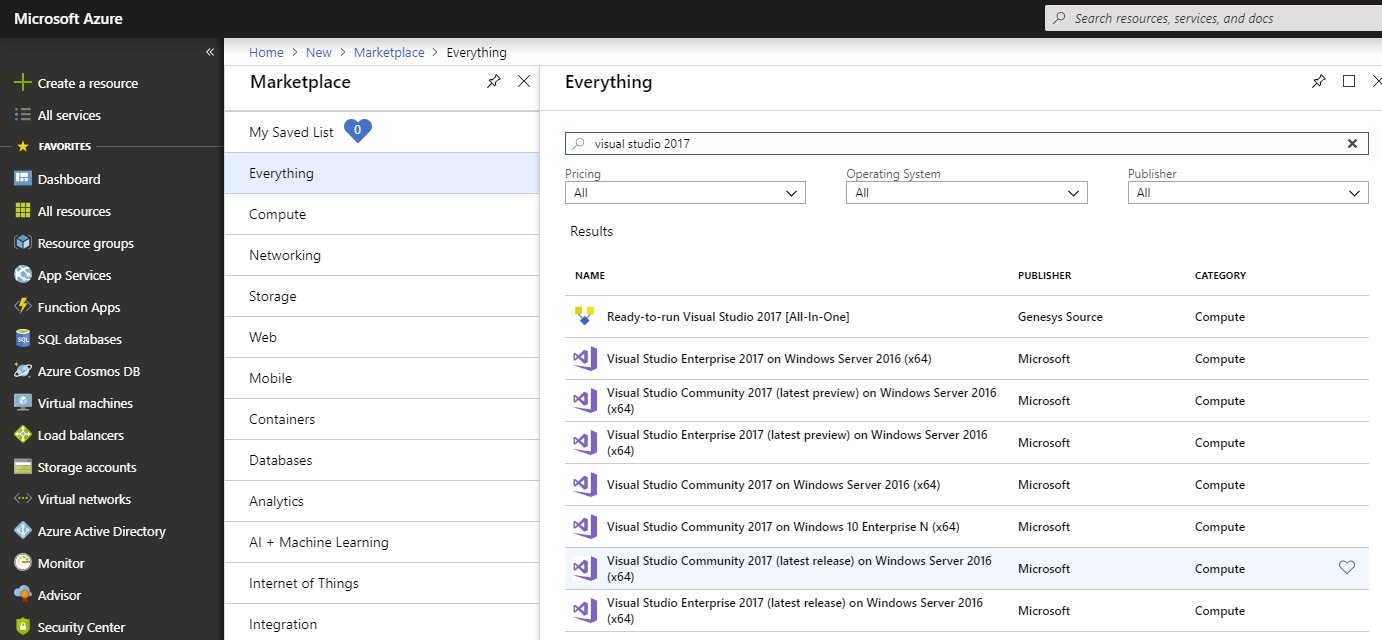 Microsoft Azure
Search resources, services, and docs
«
Create a resource
All services
FAVORITES
Dashboard
All resources
Resource groups
App Services
Function Apps
SQL databases
Azure Cosmos DB
Virtual machines
Load balancers
Storage accounts
Virtual networks
Azure Active Directory
Monitor
Advisor
Security Center
Home > New > Marketplace > Everything
Marketplace
My Saved List 0
Everything
Compute
Networking
Storage
Web
Mobile
Containers
Databases
Analytics
AI + Machine Learning
Internet of Things
Integration
Everything
visual studio 2017
Pricing Operating System Publisher
All All All
Results
NAME PUBLISHER CATEGORY
Ready-to-run Visual Studio 2017 [All-In-One] Genesys Source Compute
Visual Studio Enterprise 2017 on Windows Server 2016 (x64) Microsoft Compute
Visual Studio Community 2017 (latest preview) on Windows Server 2016
(x64) Microsoft Compute
Visual Studio Enterprise 2017 (latest preview) on Windows Server 2016
(x64) Microsoft Compute
Visual Studio Community 2017 on Windows Server 2016 (x64) Microsoft Compute
Visual Studio Community 2017 on Windows 10 Enterprise N (x64) Microsoft Compute
Visual Studio Community 2017 (latest release) on Windows Server 2016
(x64) Microsoft Compute
Visual Studio Enterprise 2017 (latest release) on Windows Server 2016
(x64) Microsoft Compute